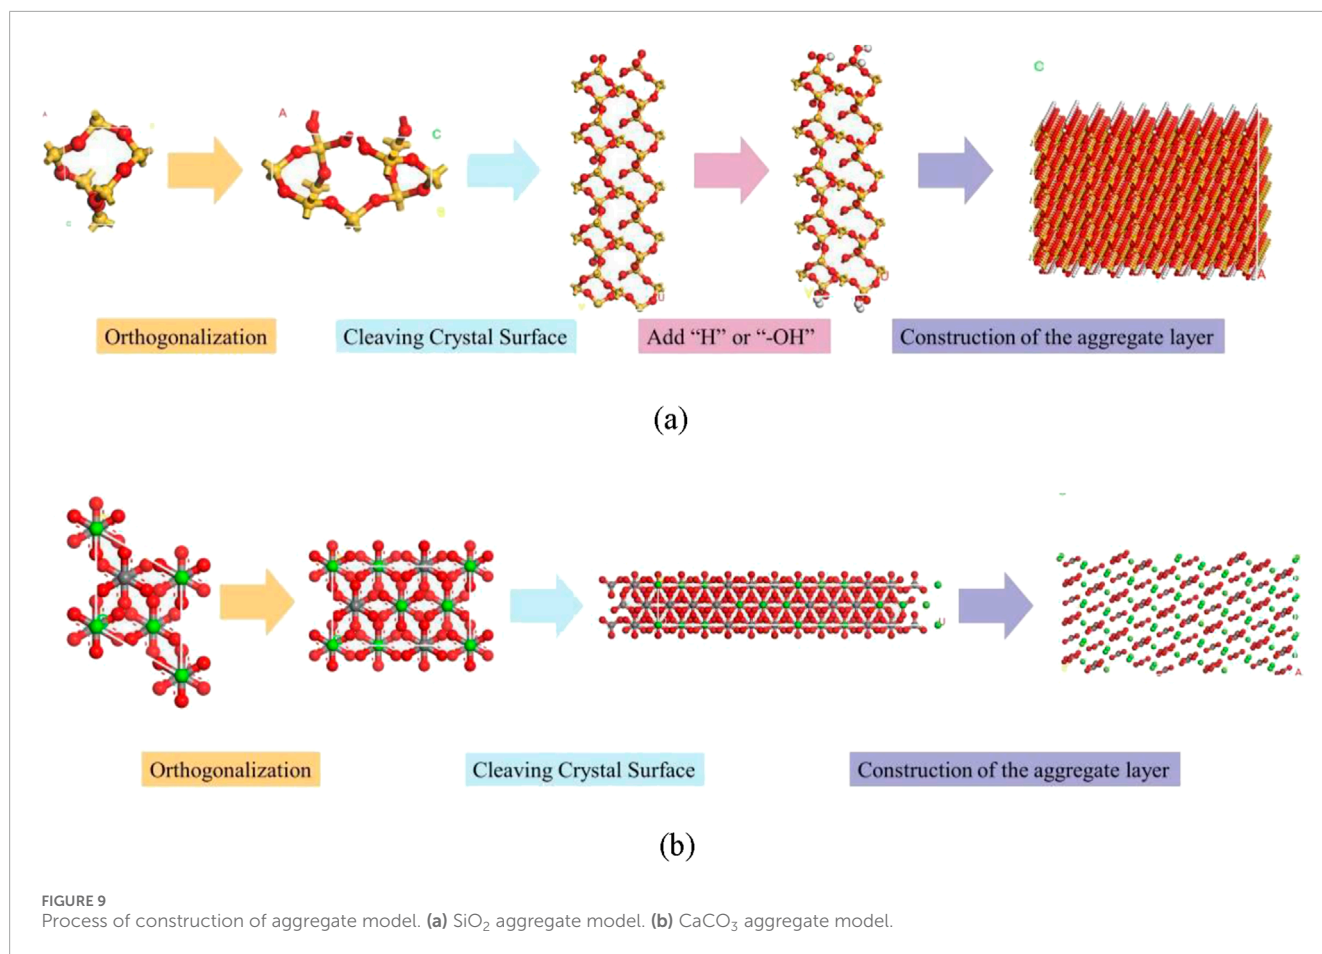 A
C
A
C
B
U
Y
U
C
A
Orthogonalization
Cleaving Crystal Surface
Add “H” or “-OH”
Construction of the aggregate layer
(a)
U
A
Orthogonalization
Cleaving Crystal Surface
Construction of the aggregate layer
(b)
FIGURE 9
Process of construction of aggregate model. (a) SiO₂ aggregate model. (b) CaCO₃ aggregate model.